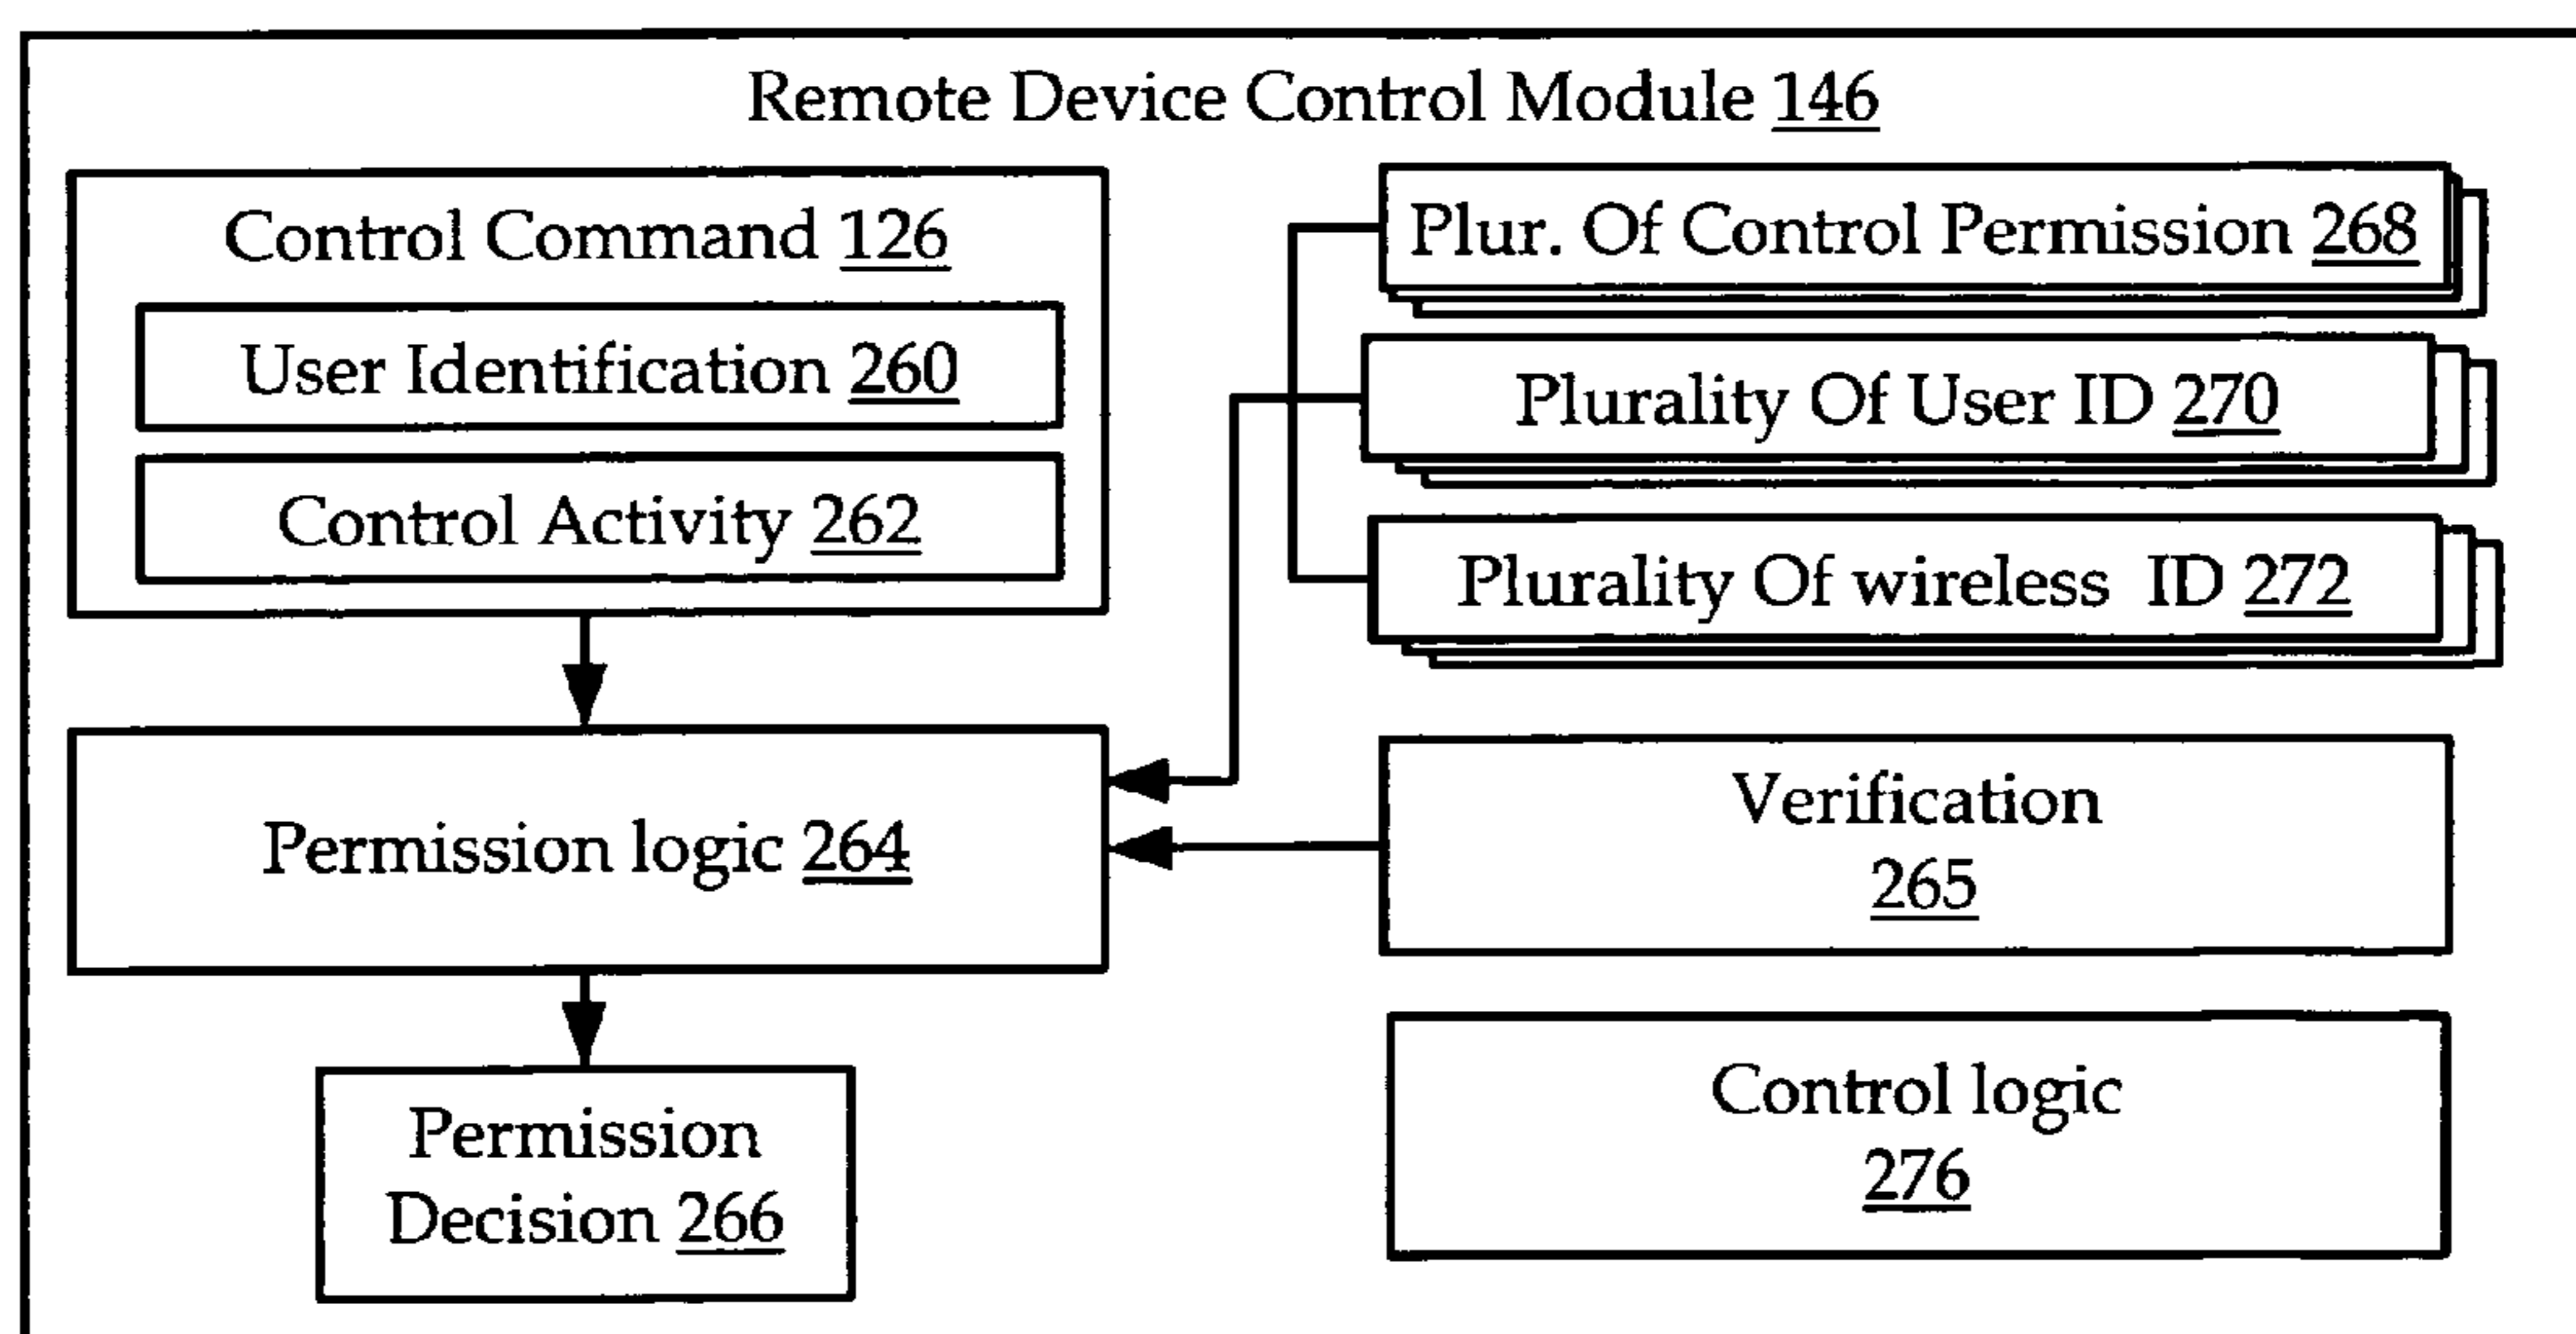 Remote Device Control Module 146
Control Command 126
User Identification 260
Control Activity 262
Plur. Of Control Permission 268
Plurality Of User ID 270
Plurality Of wireless ID 272
Permission logic 264
Verification
265
Permission
Decision 266
Control logic
276